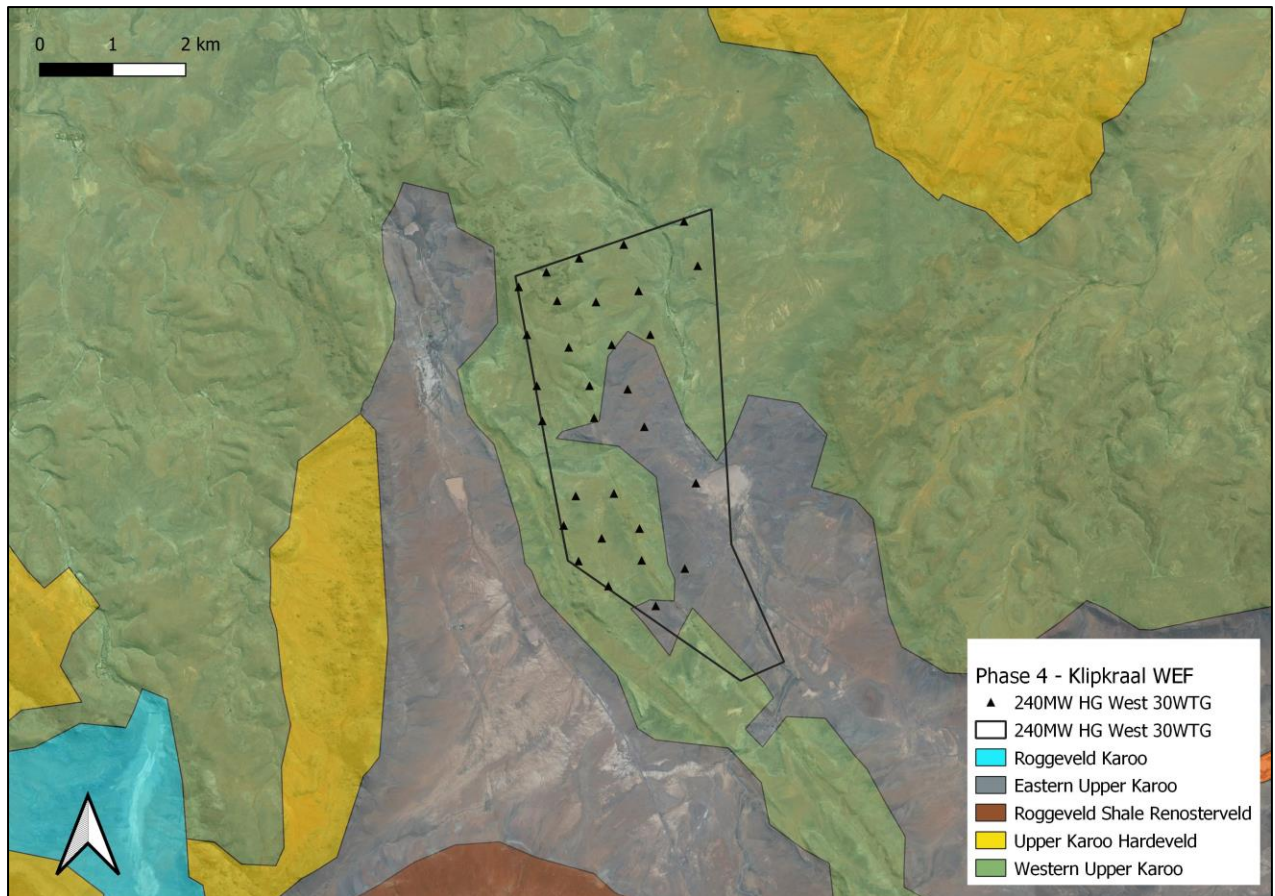 0 1 2 km
Phase 4 - Klipkraal WEF
240MW HG West 30WTG
240MW HG West 30WTG
Roggeveld Karoo
Eastern Upper Karoo
Roggeveld Shale Renosterveld
Upper Karoo Hardeveld
Western Upper Karoo